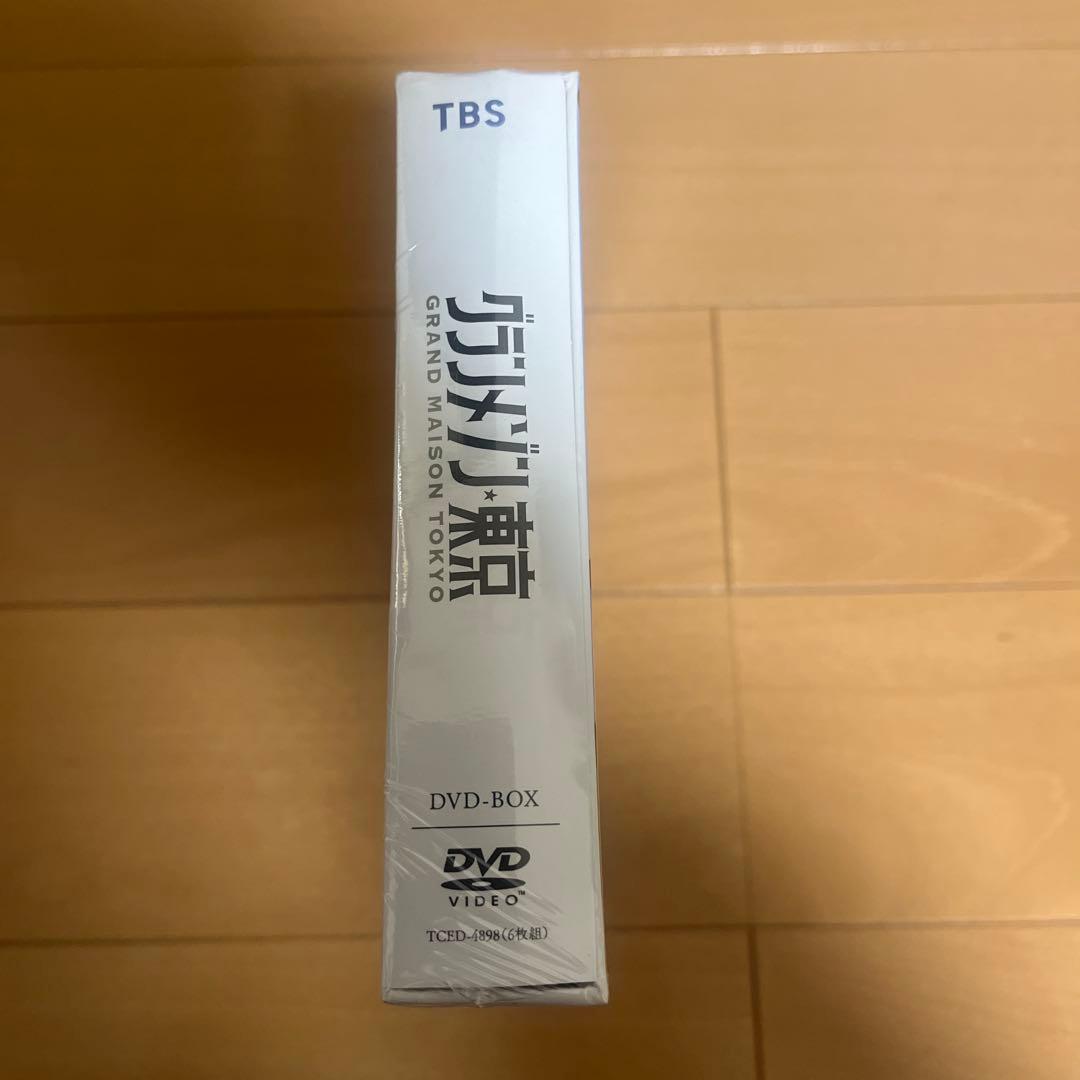 TBS
グランメゾン★東京
GRAND MAISON TOKYO
DVD-BOX
DVD
VIDEO™
TCED-4898(6枚組)